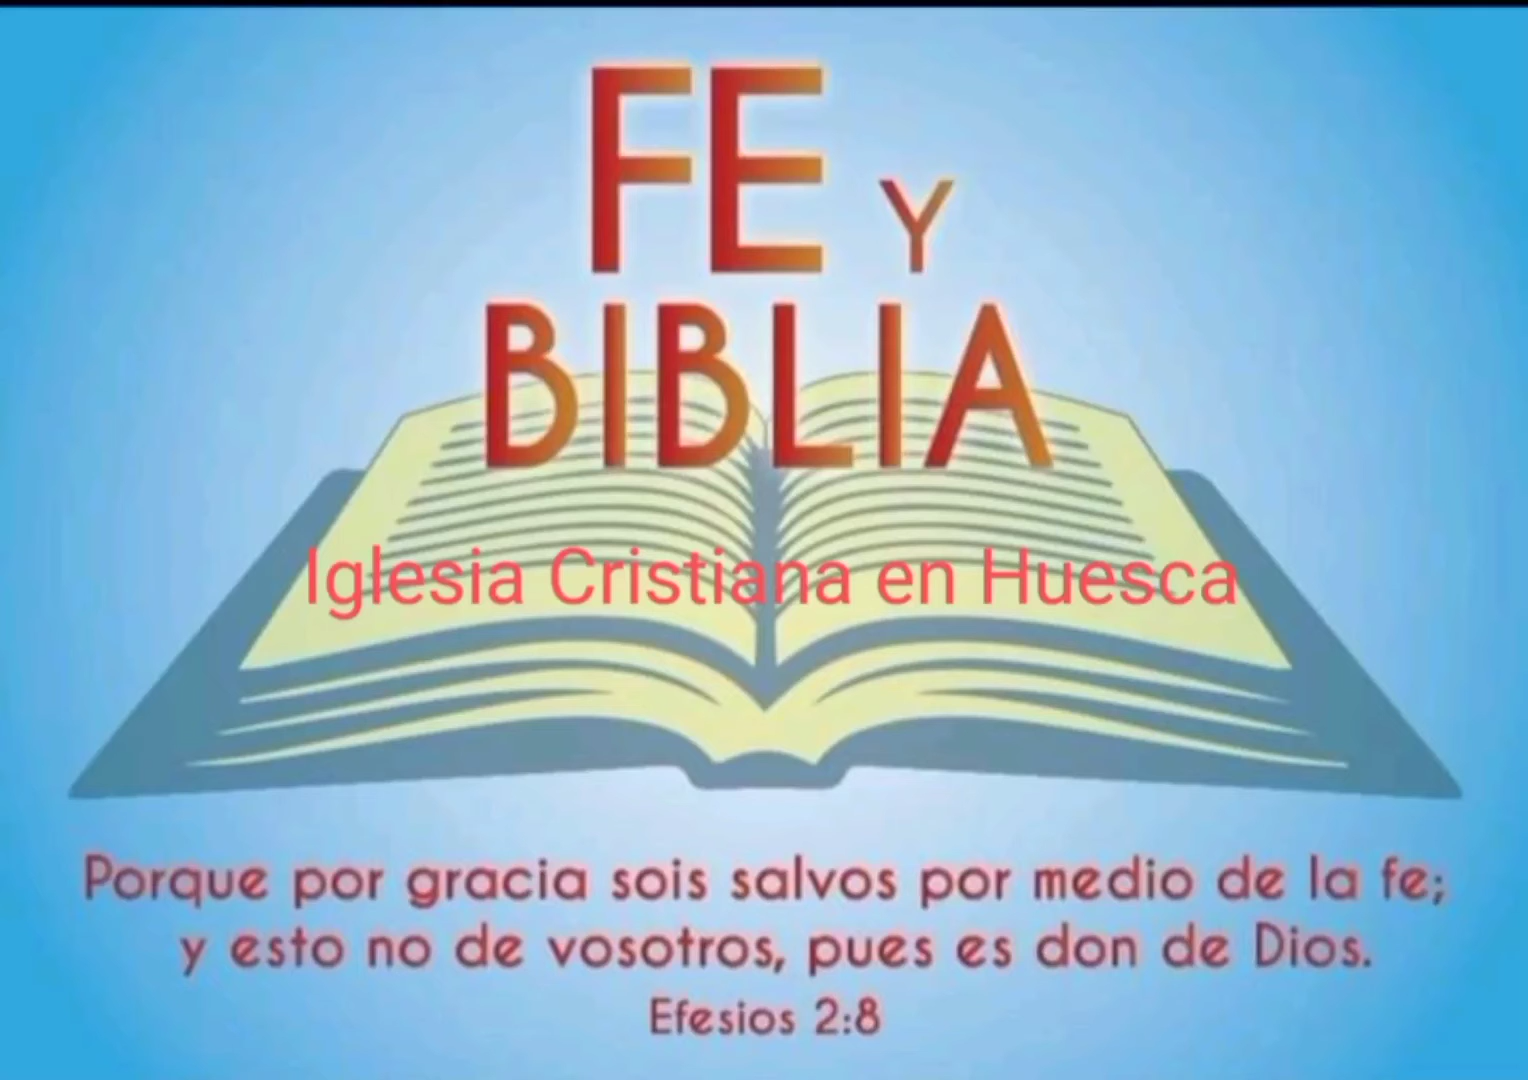 FE Y
BIBLIA
Iglesia Cristiana en Huesca
Porque por gracia sois salvos por medio de la fe;
y esto no de vosotros, pues es don de Dios.
Efesios 2:8